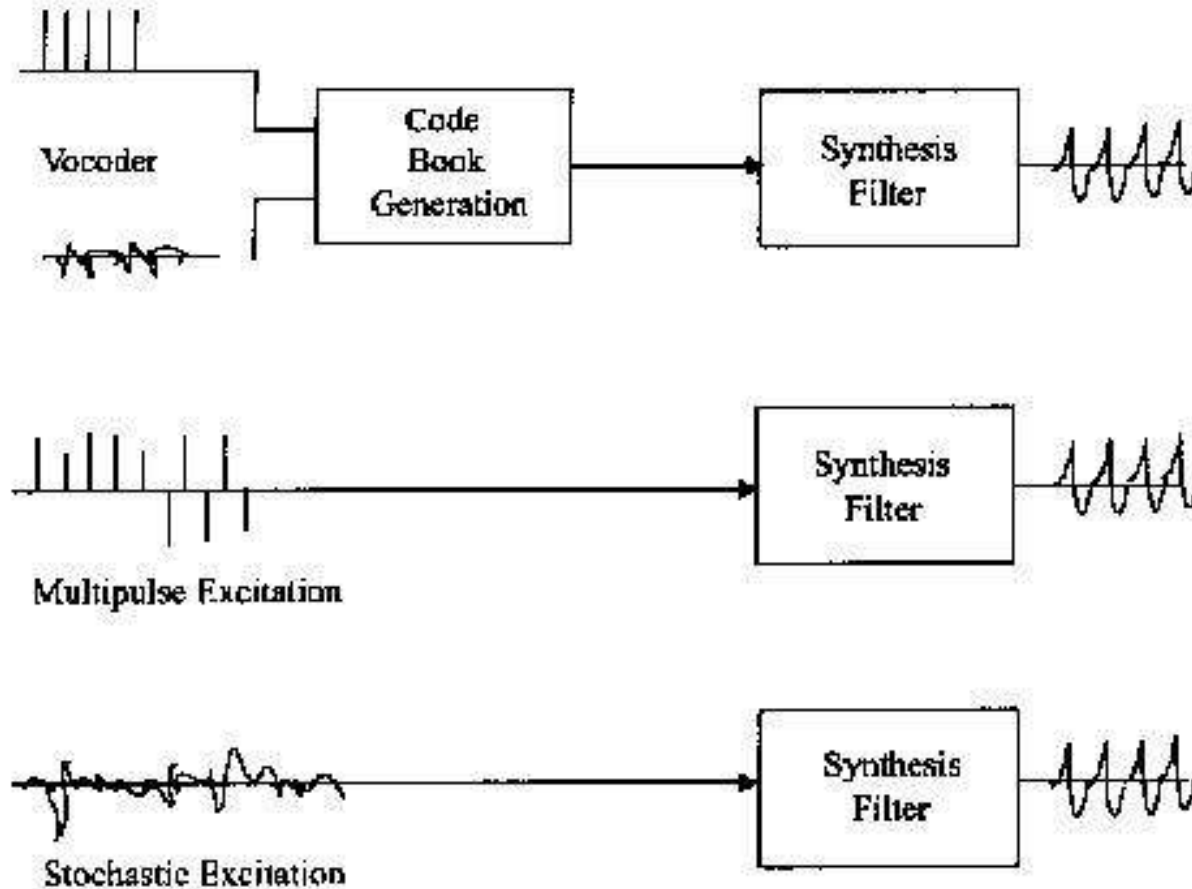 Code
Book
Generation
Vocoder
Synthesis
Filter
Synthesis
Filter
Multipulse Excitation
Synthesis
Filter
Stochastic Excitation